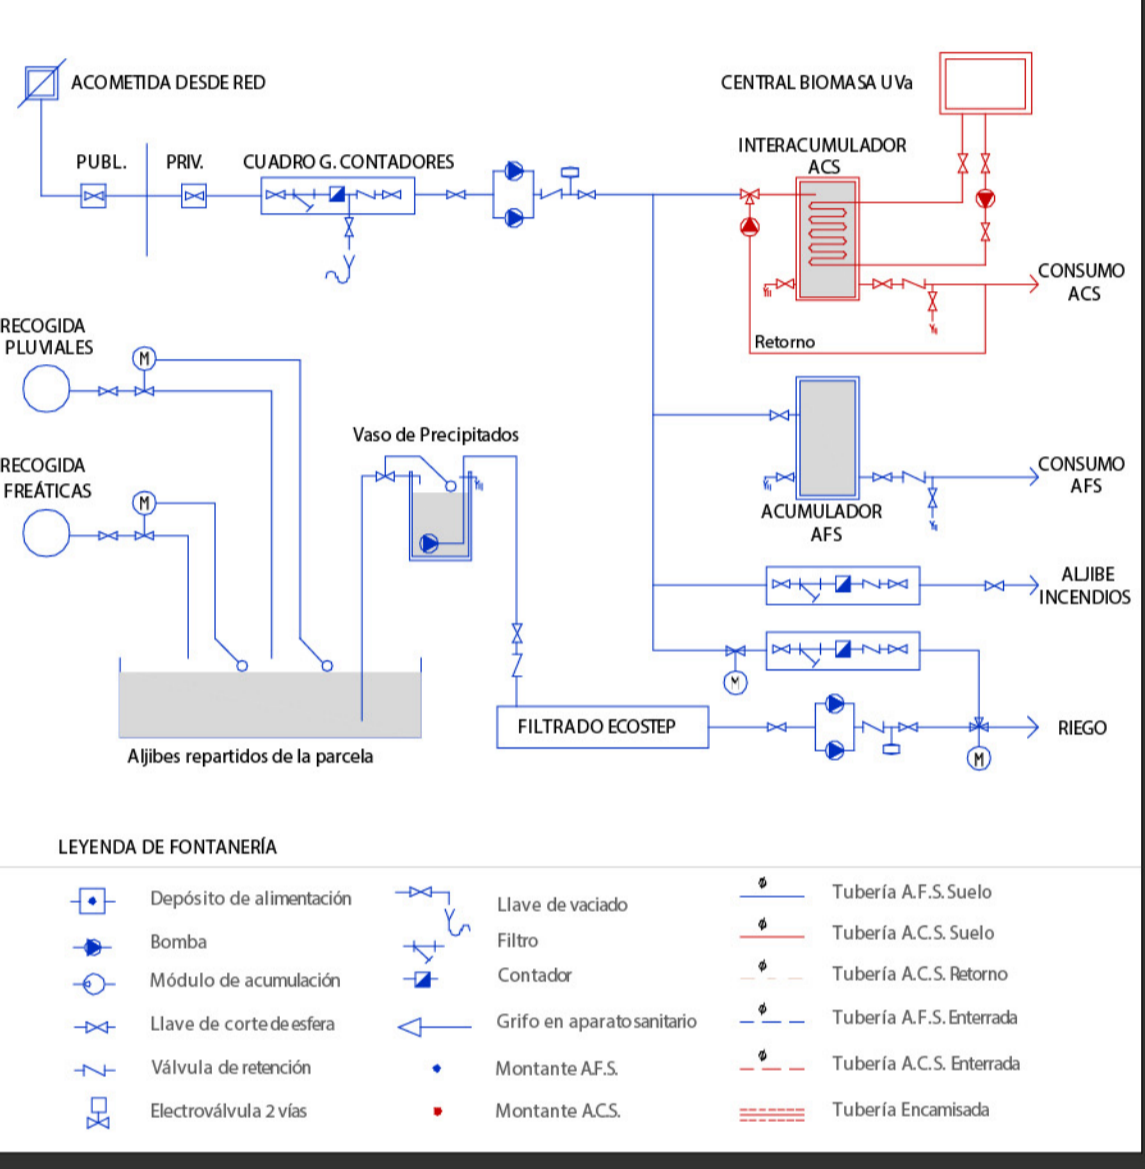 ACOMETIDA DESDE RED
CENTRAL BIOMASA UVa
PUBL.
PRIV.
CUADRO G. CONTADORES
INTERACUMULADOR
ACS
CONSUMO
ACS
Retorno
RECOGIDA
PLUVIALES
M
RECOGIDA
FREÁTICAS
M
Vaso de Precipitados
CONSUMO
AFS
ACUMULADOR
AFS
ALJIBE
INCENDIOS
M
FILTRADO ECOSTEP
RIEGO
M
Aljibes repartidos de la parcela
LEYENDA DE FONTANERÍA
Depósito de alimentación
Bomba
Módulo de acumulación
Llave de corte de esfera
Válvula de retención
Electroválvula 2 vías
Llave de vaciado
Filtro
Contador
Grifo en aparato sanitario
Montante A.F.S.
Montante A.C.S.
ø Tubería A.F.S. Suelo
ø Tubería A.C.S. Suelo
ø Tubería A.C.S. Retorno
ø Tubería A.F.S. Enterrada
ø Tubería A.C.S. Enterrada
Tubería Encamisada